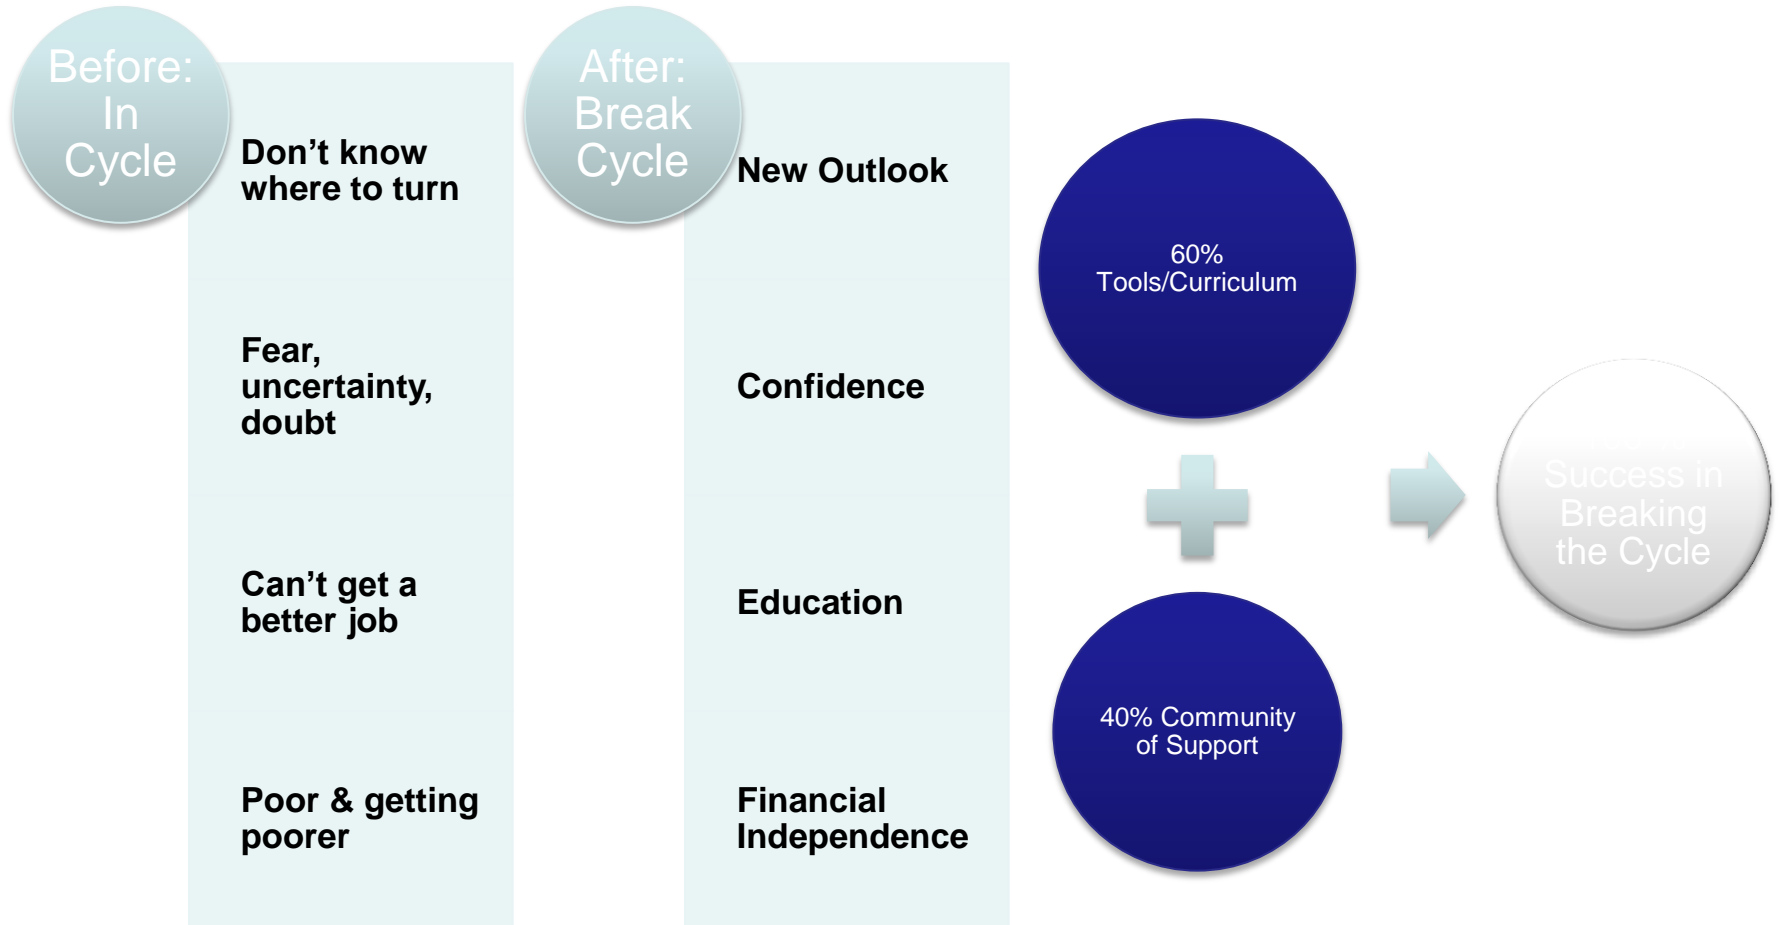 Before:
In
Cycle
Don’t know
where to turn
Fear,
uncertainty,
doubt
Can’t get a
better job
Poor & getting
poorer
After:
Break
Cycle
New Outlook
Confidence
Education
Financial
Independence
60%
Tools/Curriculum
40% Community
of Support
Success in
Breaking
the Cycle